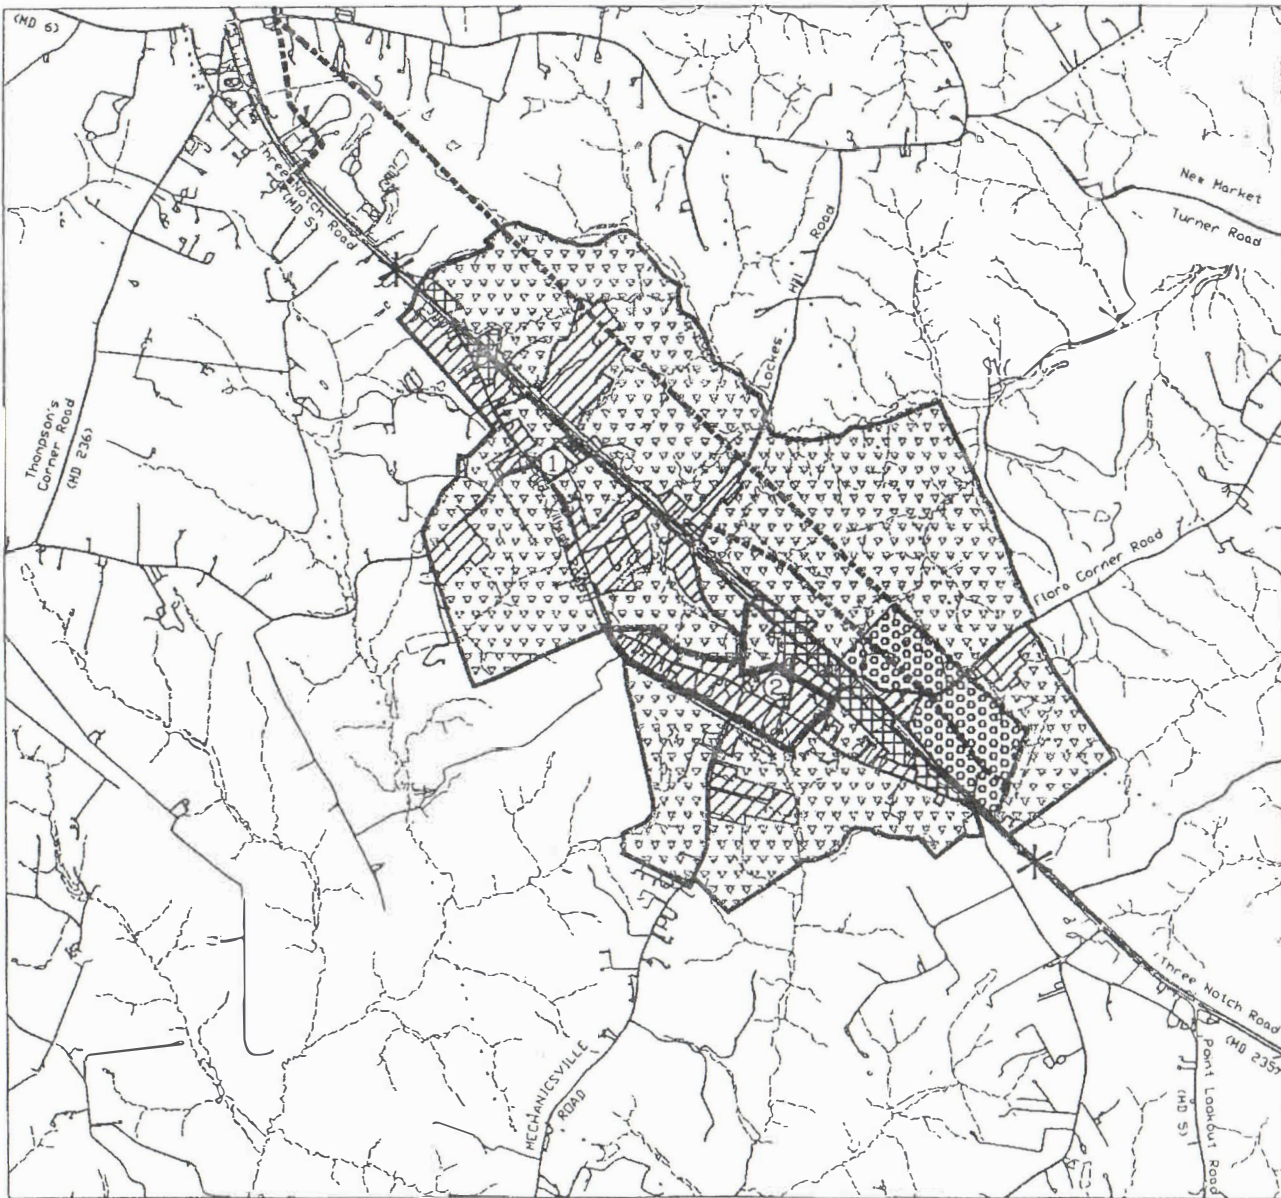 (MD 6)
Three Notch Road
(MD 5)
New Market
Turner Road
Lockes Hill Road
Thompson's
Corner Road
(MD 236)
1
Flora Corner Road
2
MECHANICSVILLE
ROAD
Three Notch Road
(MD 235)
Point Lookout Road
(MD 5)